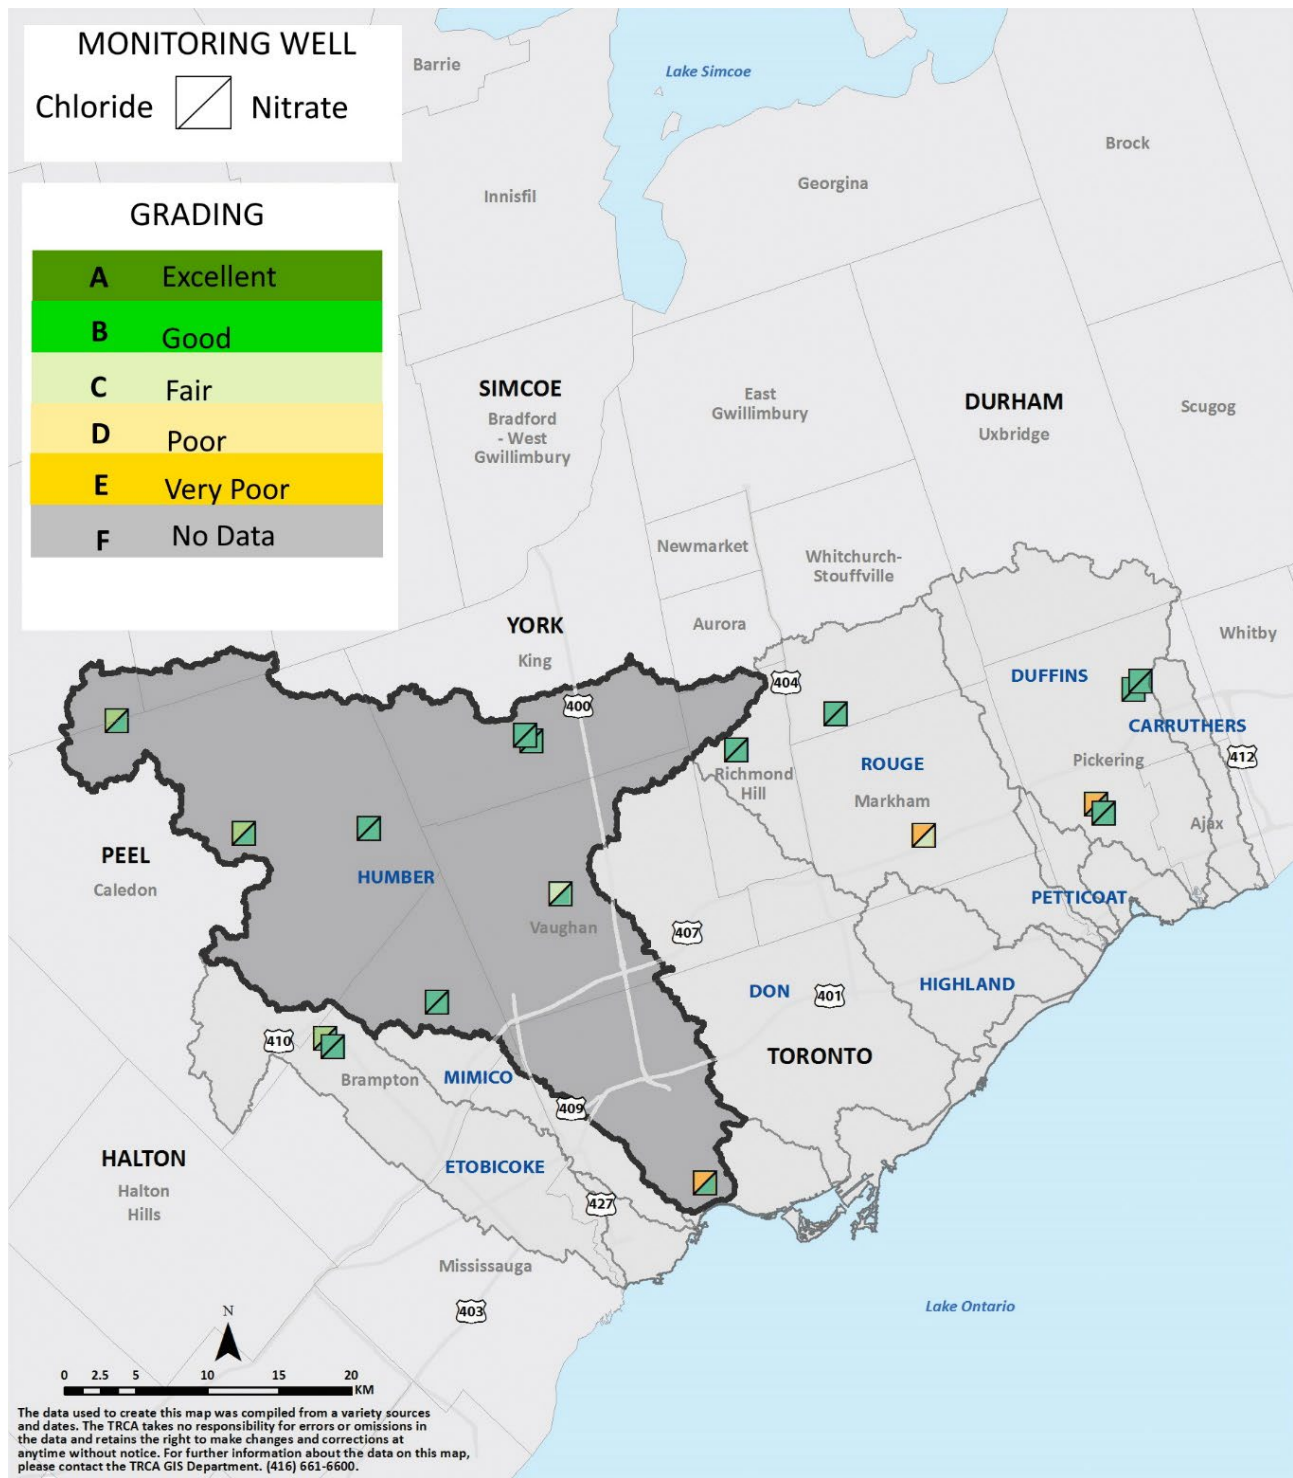 MONITORING WELL
Chloride Nitrate
GRADING
A Excellent
B Good
C Fair
D Poor
E Very Poor
F No Data
Barrie
Lake Simcoe
Brock
Innisfil
Georgina
SIMCOE
Bradford
- West
Gwillimbury
East
Gwillimbury
DURHAM
Uxbridge
Scugog
Newmarket
Whitchurch-
Stouffville
Aurora
Whitby
YORK
King
400
404
DUFFINS
CARRUTHERS
412
Richmond
Hill
ROUGE
Markham
Pickering
Ajax
PEEL
Caledon
HUMBER
Vaughan
PETTICOAT
407
DON
401
HIGHLAND
TORONTO
410
Brampton
MIMICO
409
HALTON
Halton
Hills
ETOBICOKE
427
Mississauga
403
Lake Ontario
N
0 2.5 5 10 15 20
KM
The data used to create this map was compiled from a variety sources
and dates. The TRCA takes no responsibility for errors or omissions in
the data and retains the right to make changes and corrections at
anytime without notice. For further information about the data on this map,
please contact the TRCA GIS Department. (416) 661-6600.